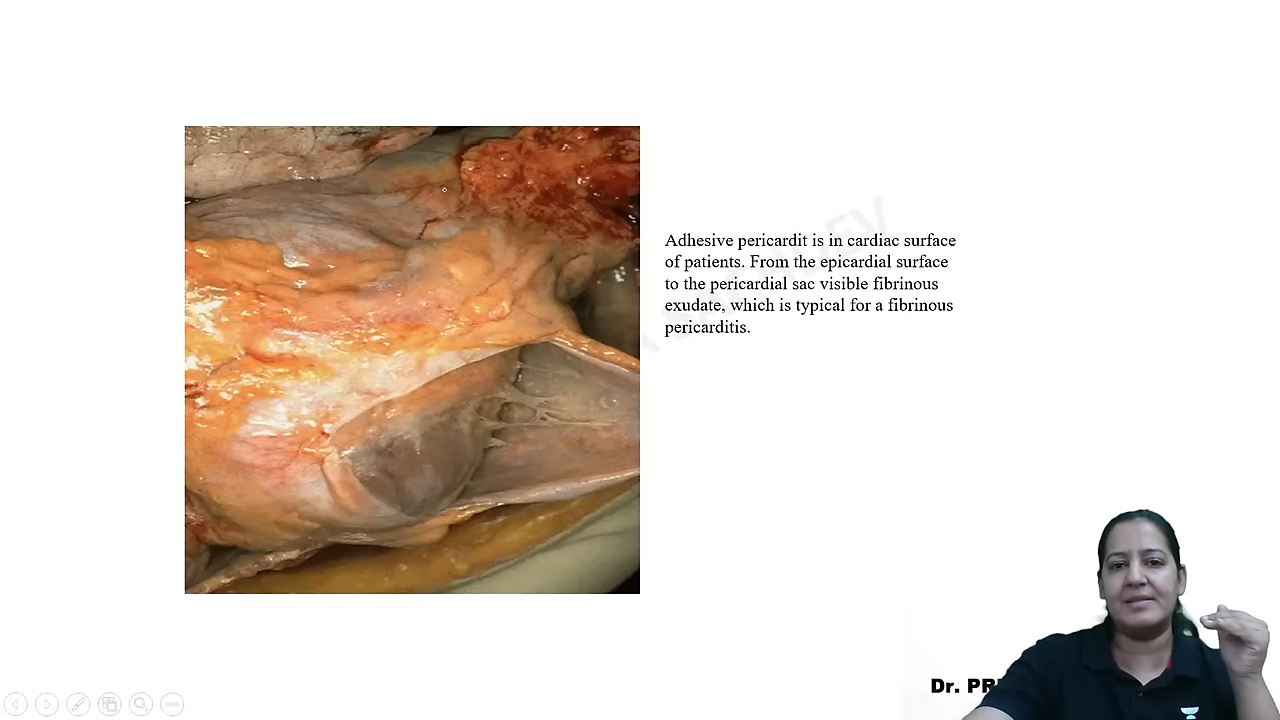 Adhesive pericardit is in cardiac surface
of patients. From the epicardial surface
to the pericardial sac visible fibrinous
exudate, which is typical for a fibrinous
pericarditis.
Dr.